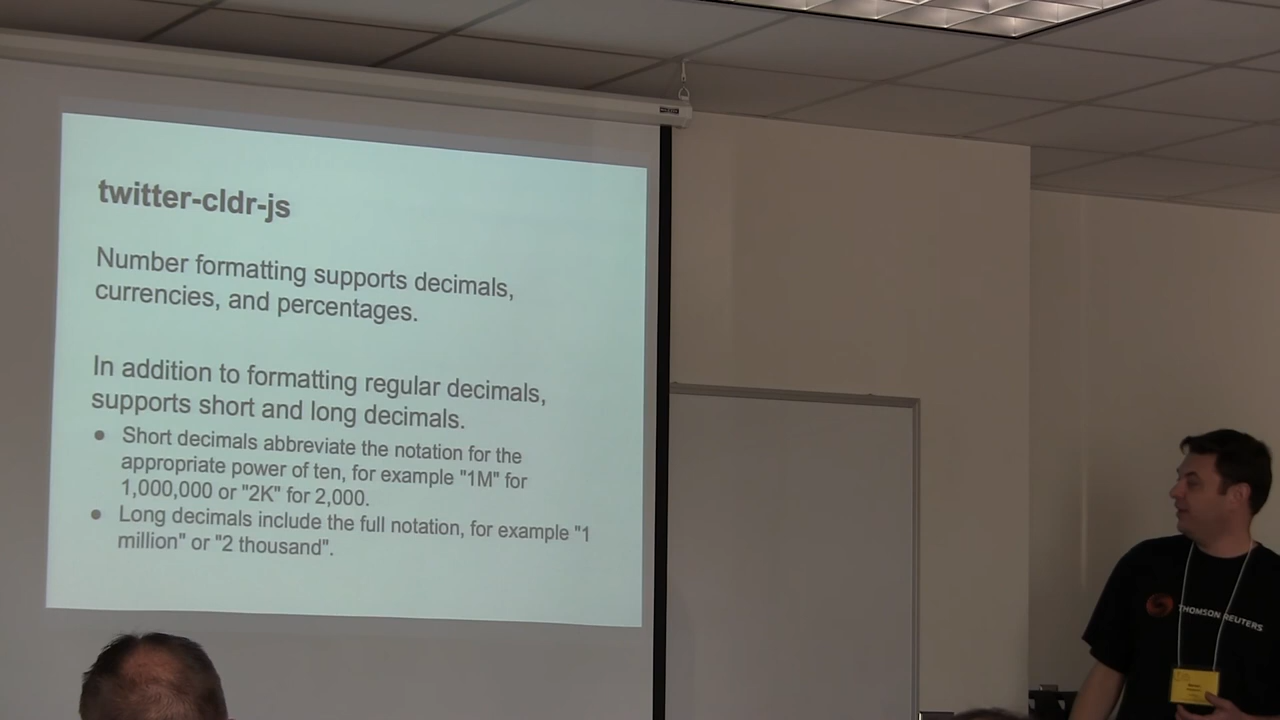 twitter-cldr-js
Number formatting supports decimals,
currencies, and percentages.
In addition to formatting regular decimals,
supports short and long decimals.
● Short decimals abbreviate the notation for the
appropriate power of ten, for example "1M" for
1,000,000 or "2K" for 2,000.
● Long decimals include the full notation, for example "1
million" or "2 thousand".
THOMSON REUTERS